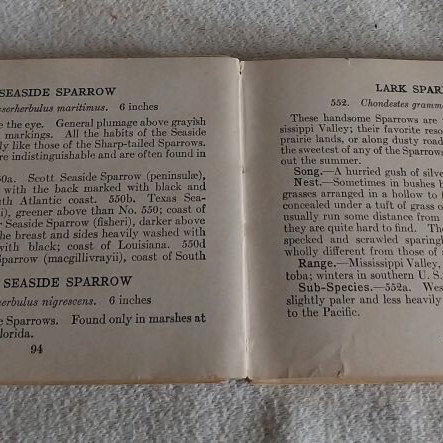 SEASIDE SPARROW
maritimus. 6 inches
e the eye. General plumage above grayish
markings. All the habits of the Seaside
ly like those of the Sharp-tailed Sparrows.
re indistinguishable and are often found in
0a. Scott Seaside Sparrow (peninsulæ),
with the back marked with black and
th Atlantic coast. 550b. Texas Sea-
i), greener above than No. 550; coast of
Seaside Sparrow (fisheri), darker above
he breast and sides heavily washed with
with black; coast of Louisiana. 550d
Sparrow (macgillivrayii), coast of South
SEASIDE SPARROW
nigrescens. 6 inches
e Sparrows. Found only in marshes at
lorida.
94
LARK SPAR
552. Chondestes gramm
These handsome Sparrows are
sissippi Valley; their favorite reso
prairie lands, or along dusty road
the sweetest of any of the Sparrow
out the summer.
Song.—A hurried gush of silver
Nest.—Sometimes in bushes b
grasses arranged in a hollow to
concealed under a tuft of grass o
usually run some distance from
they are quite hard to find. The
specked and scrawled sparingl
wholly different from those of
Range.—Mississippi Valley,
toba; winters in southern U. S.
Sub-Species.—552a. Wes
slightly paler and less heavily
to the Pacific.